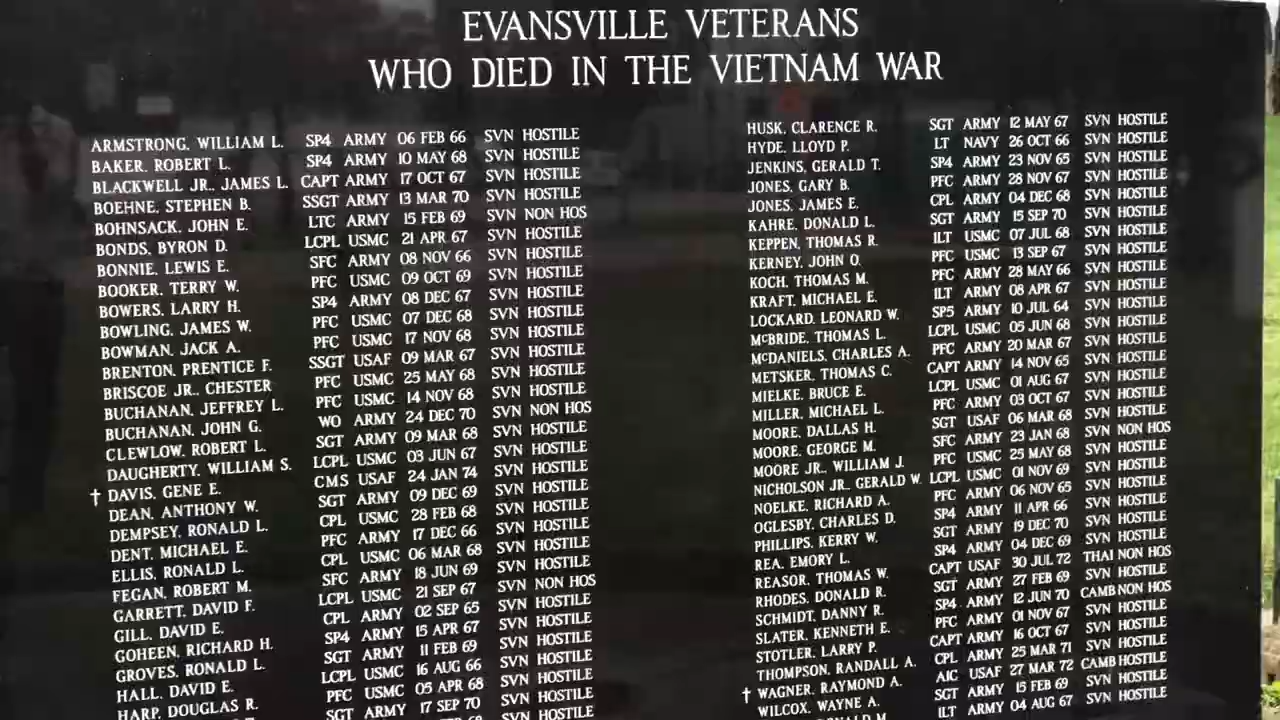 EVANSVILLE VETERANS
WHO DIED IN THE VIETNAM WAR
ARMSTRONG, WILLIAM L. SP4 ARMY 06 FEB 66 SVN HOSTILE
BAKER, ROBERT L. SP4 ARMY 10 MAY 68 SVN HOSTILE
BLACKWELL JR., JAMES L. CAPT ARMY 17 OCT 67 SVN HOSTILE
BOEHNE, STEPHEN B. SSGT ARMY 13 MAR 70 SVN HOSTILE
BOHNSACK, JOHN E. LTC ARMY 15 FEB 69 SVN NON HOS
BONDS, BYRON D. LCPL USMC 21 APR 67 SVN HOSTILE
BONNIE, LEWIS E. SFC ARMY 08 NOV 66 SVN HOSTILE
BOOKER, TERRY W. PFC USMC 09 OCT 69 SVN HOSTILE
BOWERS, LARRY H. SP4 ARMY 08 DEC 67 SVN HOSTILE
BOWLING, JAMES W. PFC USMC 07 DEC 68 SVN HOSTILE
BOWMAN, JACK A. PFC USMC 17 NOV 68 SVN HOSTILE
BRENTON, PRENTICE F. SSGT USAF 09 MAR 67 SVN HOSTILE
BRISCOE JR., CHESTER PFC USMC 25 MAY 68 SVN HOSTILE
BUCHANAN, JEFFREY L. PFC USMC 14 NOV 68 SVN HOSTILE
BUCHANAN, JOHN G. WO ARMY 24 DEC 70 SVN NON HOS
CLEWLOW, ROBERT L. SGT ARMY 09 MAR 68 SVN HOSTILE
DAUGHERTY, WILLIAM S. LCPL USMC 03 JUN 67 SVN HOSTILE
† DAVIS, GENE E. CMS USAF 24 JAN 74 SVN HOSTILE
DEAN, ANTHONY W. SGT ARMY 09 DEC 69 SVN HOSTILE
DEMPSEY, RONALD L. CPL USMC 28 FEB 68 SVN HOSTILE
DENT, MICHAEL E. PFC ARMY 17 DEC 66 SVN HOSTILE
ELLIS, RONALD L. CPL USMC 06 MAR 68 SVN HOSTILE
FEGAN, ROBERT M. SFC ARMY 18 JUN 69 SVN HOSTILE
GARRETT, DAVID F. LCPL USMC 21 SEP 67 SVN NON HOS
GILL, DAVID E. CPL ARMY 02 SEP 65 SVN HOSTILE
GOHEEN, RICHARD H. SP4 ARMY 15 APR 67 SVN HOSTILE
GROVES, RONALD L. SGT ARMY 11 FEB 69 SVN HOSTILE
HALL, DAVID E. LCPL USMC 16 AUG 66 SVN HOSTILE
HARP, DOUGLAS R. PFC USMC 05 APR 68 SVN HOSTILE
SGT ARMY 17 SEP 70 SVN HOSTILE
HUSK, CLARENCE R. SGT ARMY 12 MAY 67 SVN HOSTILE
HYDE, LLOYD P. LT NAVY 26 OCT 66 SVN HOSTILE
JENKINS, GERALD T. SP4 ARMY 23 NOV 65 SVN HOSTILE
JONES, GARY B. PFC ARMY 28 NOV 67 SVN HOSTILE
JONES, JAMES E. CPL ARMY 04 DEC 68 SVN HOSTILE
KAHRE, DONALD L. SGT ARMY 15 SEP 70 SVN HOSTILE
KEPPEN, THOMAS R. 1LT USMC 07 JUL 68 SVN HOSTILE
KERNEY, JOHN O. PFC USMC 13 SEP 67 SVN HOSTILE
KOCH, THOMAS M. PFC ARMY 28 MAY 66 SVN HOSTILE
KRAFT, MICHAEL E. 1LT ARMY 08 APR 67 SVN HOSTILE
LOCKARD, LEONARD W. SP5 ARMY 10 JUL 64 SVN HOSTILE
McBRIDE, THOMAS L. LCPL USMC 05 JUN 68 SVN HOSTILE
McDANIELS, CHARLES A. PFC ARMY 20 MAR 67 SVN HOSTILE
METSKER, THOMAS C. CAPT ARMY 14 NOV 65 SVN HOSTILE
MIELKE, BRUCE E. LCPL USMC 01 AUG 67 SVN HOSTILE
MILLER, MICHAEL L. PFC ARMY 03 OCT 67 SVN HOSTILE
MOORE, DALLAS H. SGT USAF 06 MAR 68 SVN HOSTILE
MOORE, GEORGE M. SFC ARMY 23 JAN 68 SVN NON HOS
MOORE JR., WILLIAM J. PFC USMC 25 MAY 68 SVN HOSTILE
NICHOLSON JR., GERALD W. LCPL USMC 01 NOV 69 SVN HOSTILE
NOELKE, RICHARD A. PFC ARMY 06 NOV 65 SVN HOSTILE
OGLESBY, CHARLES D. SP4 ARMY 11 APR 66 SVN HOSTILE
PHILLIPS, KERRY W. SGT ARMY 19 DEC 70 SVN HOSTILE
REA, EMORY L. SP4 ARMY 04 DEC 69 SVN HOSTILE
REASOR, THOMAS W. CAPT USAF 30 JUL 72 THAI NON HOS
RHODES, DONALD R. SGT ARMY 27 FEB 69 SVN HOSTILE
SCHMIDT, DANNY R. SP4 ARMY 12 JUN 70 CAMB NON HOS
SLATER, KENNETH E. PFC ARMY 01 NOV 67 SVN HOSTILE
STOTLER, LARRY P. CAPT ARMY 16 OCT 67 SVN HOSTILE
THOMPSON, RANDALL A. CPL ARMY 25 MAR 71 SVN HOSTILE
† WAGNER, RAYMOND A. A1C USAF 27 MAR 72 CAMB HOSTILE
WILCOX, WAYNE A. SGT ARMY 15 FEB 69 SVN HOSTILE
1LT ARMY 04 AUG 67 SVN HOSTILE